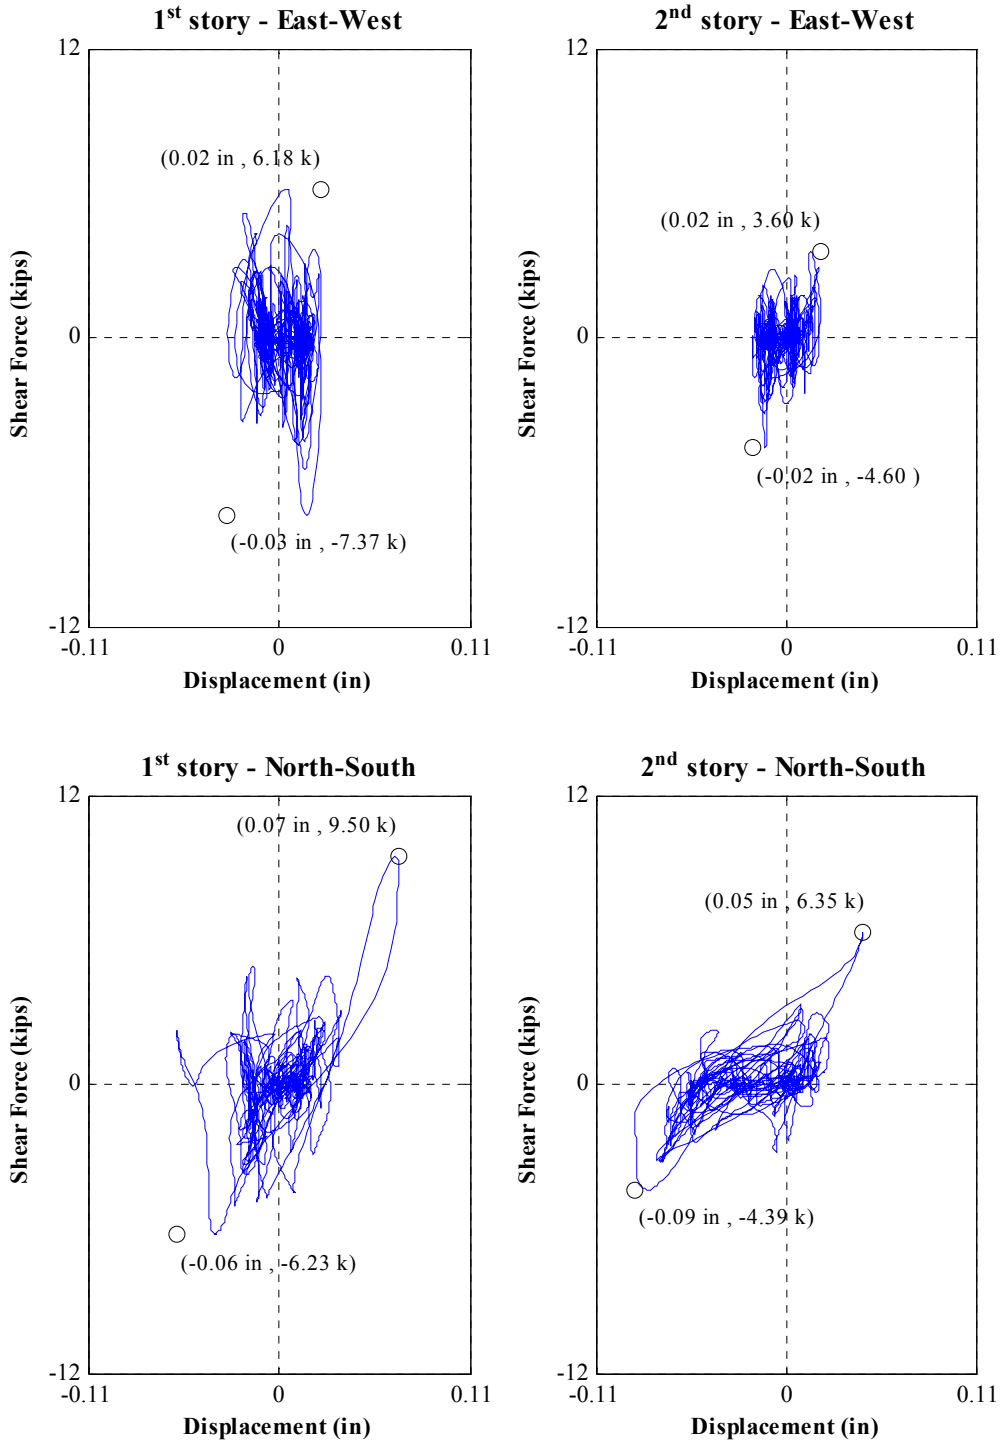 1st story - East-West
12
(0.02 in , 6.18 k)
Shear Force (kips)
0
(-0.03 in , -7.37 k)
-12
-0.11
0
0.11
Displacement (in)
2nd story - East-West
12
(0.02 in , 3.60 k)
Shear Force (kips)
0
(-0.02 in , -4.60 )
-12
-0.11
0
0.11
Displacement (in)
1st story - North-South
12
(0.07 in , 9.50 k)
Shear Force (kips)
0
(-0.06 in , -6.23 k)
-12
-0.11
0
0.11
Displacement (in)
2nd story - North-South
12
(0.05 in , 6.35 k)
Shear Force (kips)
0
(-0.09 in , -4.39 k)
-12
-0.11
0
0.11
Displacement (in)